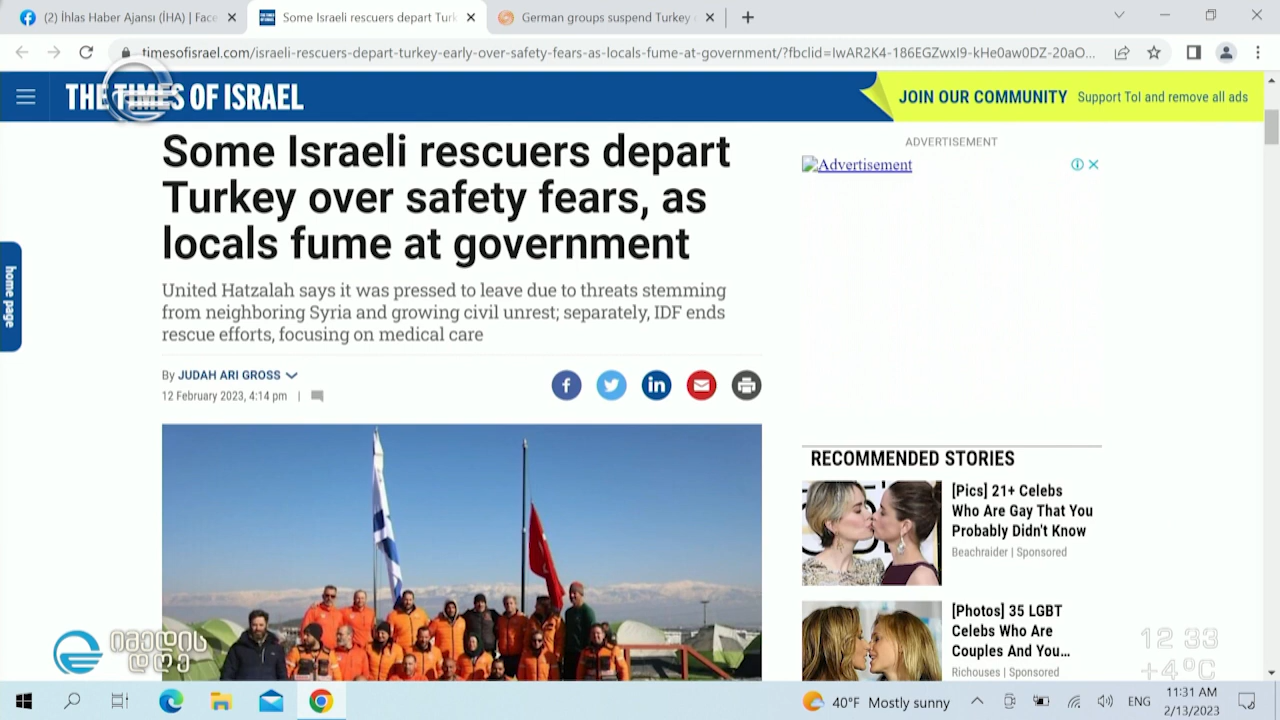 (2) İhlas Haber Ajansı (İHA) | Face
Some Israeli rescuers depart Turk
German groups suspend Turkey
timesofisrael.com/israeli-rescuers-depart-turkey-early-over-safety-fears-as-locals-fume-at-government/?fbclid=IwAR2K4-186EGZwxI9-kHe0aw0DZ-20aO...
THE TIMES OF ISRAEL
JOIN OUR COMMUNITY Support ToI and remove all ads
Some Israeli rescuers depart
Turkey over safety fears, as
locals fume at government
United Hatzalah says it was pressed to leave due to threats stemming
from neighboring Syria and growing civil unrest; separately, IDF ends
rescue efforts, focusing on medical care
By JUDAH ARI GROSS
12 February 2023, 4:14 pm |
home page
ADVERTISEMENT
Advertisement
RECOMMENDED STORIES
[Pics] 21+ Celebs
Who Are Gay That You
Probably Didn't Know
Beachraider | Sponsored
[Photos] 35 LGBT
Celebs Who Are
Couples And You...
Richouses | Sponsored
იმედის
დღე
12 33
+4°C
40°F Mostly sunny
ENG
11:31 AM
2/13/2023